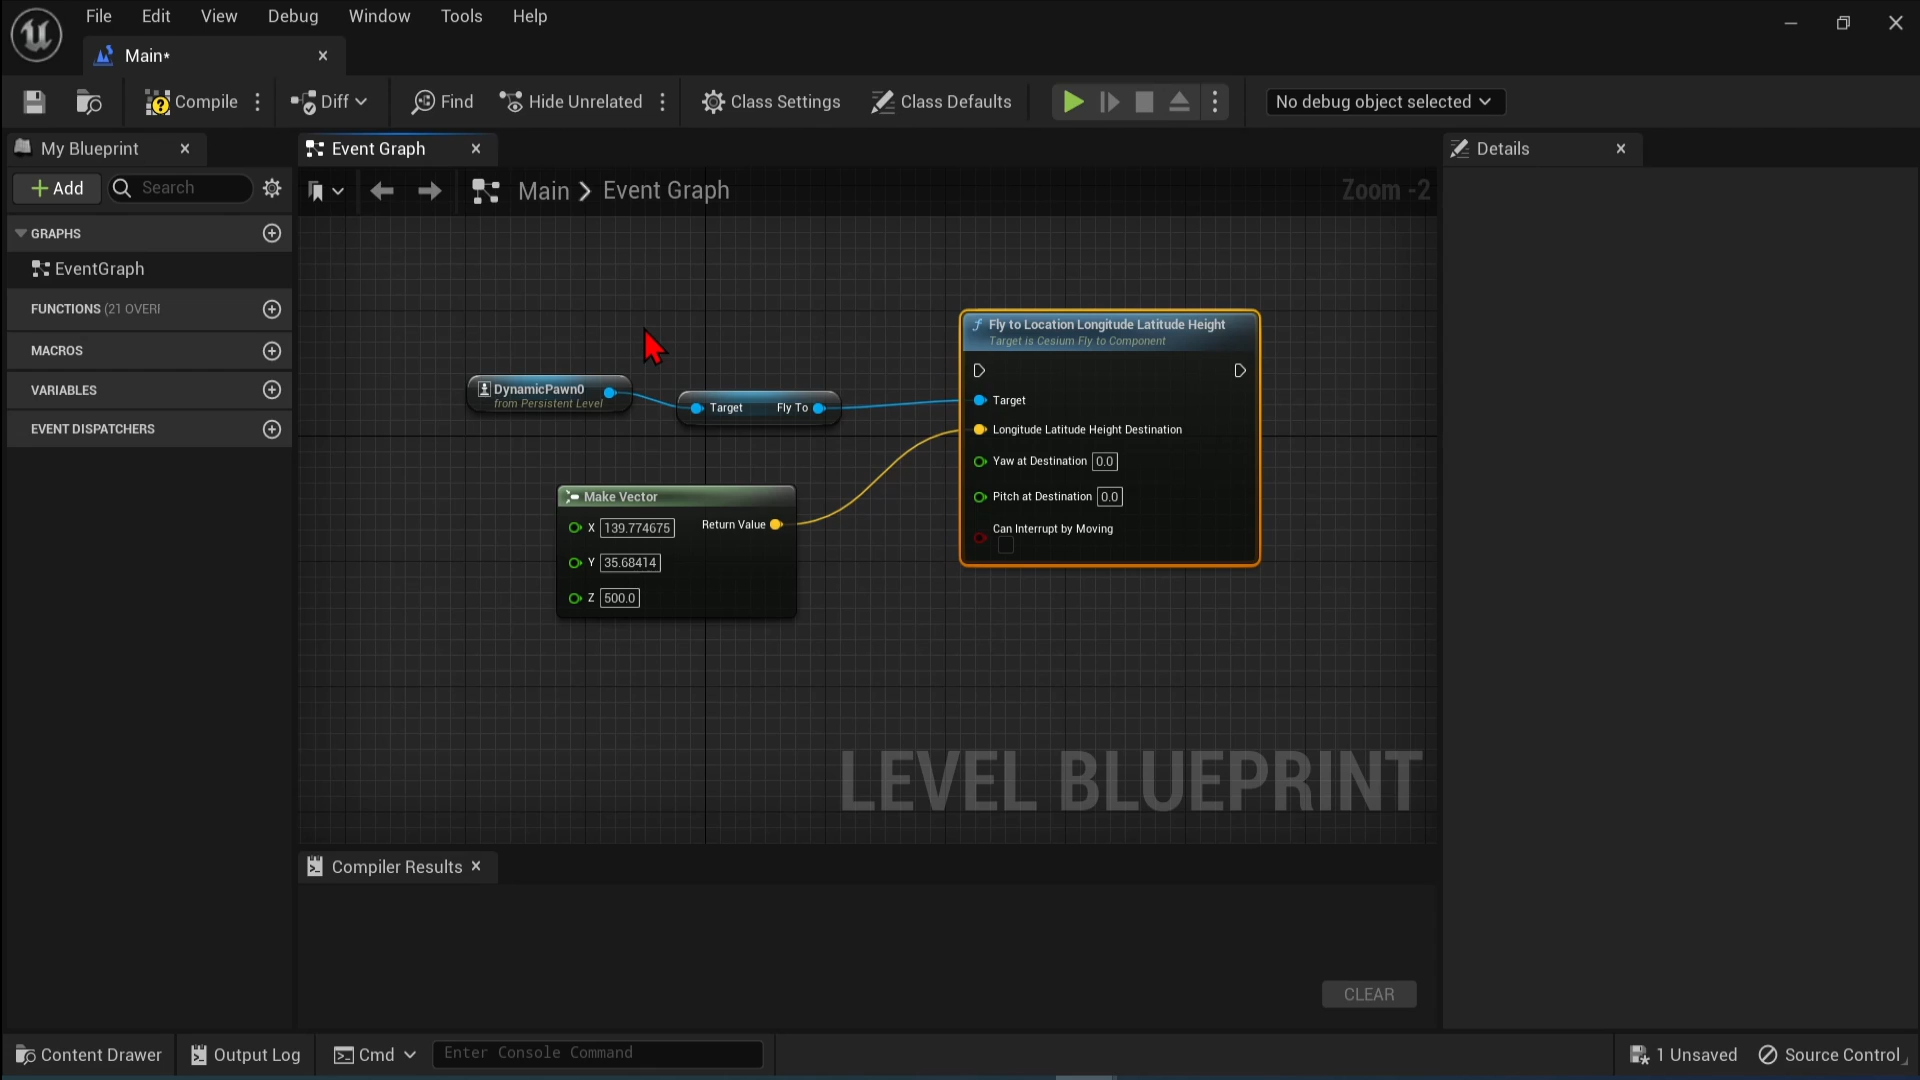 File Edit View Debug Window Tools Help
Main*
Compile Diff Find Hide Unrelated Class Settings Class Defaults No debug object selected
My Blueprint
Event Graph
Details
Add Search
Main Event Graph Zoom -2
GRAPHS
EventGraph
FUNCTIONS (21 OVERI
MACROS
VARIABLES
EVENT DISPATCHERS
DynamicPawn0
from Persistent Level
Target Fly To
Make Vector
X 139.774675 Return Value
Y 35.68414
Z 500.0
Fly to Location Longitude Latitude Height
Target is Cesium Fly to Component
Target
Longitude Latitude Height Destination
Yaw at Destination 0.0
Pitch at Destination 0.0
Can Interrupt by Moving
LEVEL BLUEPRINT
Compiler Results
CLEAR
Content Drawer Output Log Cmd Enter Console Command 1 Unsaved Source Control